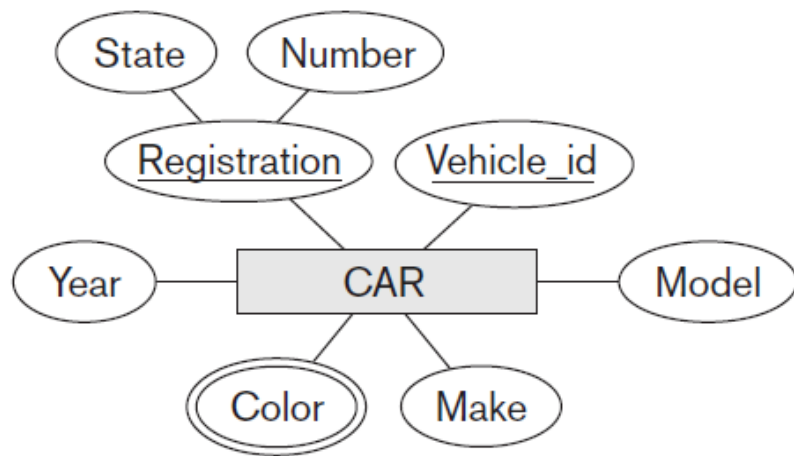 State
Number
Registration
Vehicle_id
Year
CAR
Model
Color
Make